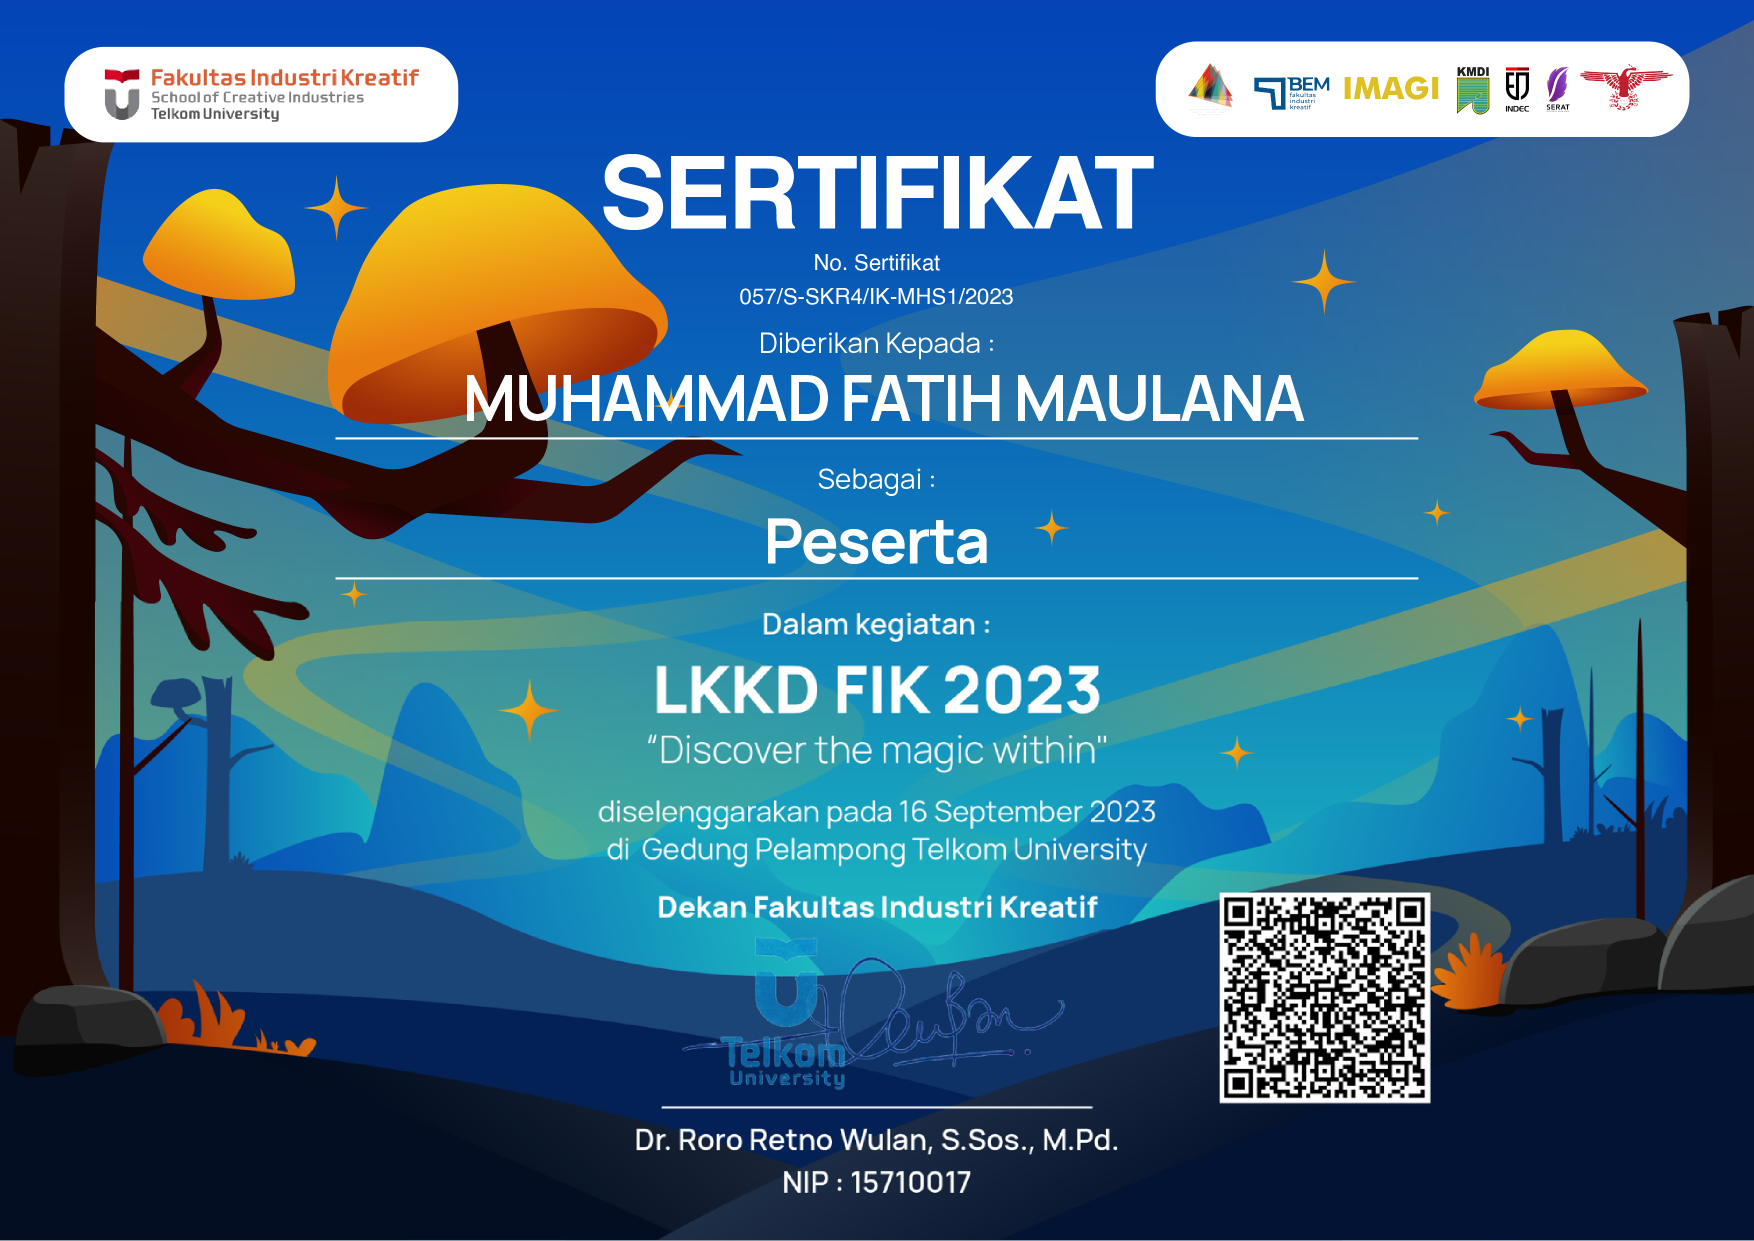 Fakultas Industri Kreatif
School of Creative Industries
Telkom University
BEM
fakultas
industri
kreatif
IMAGI
KMDI
INDEC
SERAT
SERTIFIKAT
No. Sertifikat
057/S-SKR4/IK-MHS1/2023
Diberikan Kepada :
MUHAMMAD FATIH MAULANA
Sebagai :
Peserta
Dalam kegiatan :
LKKD FIK 2023
“Discover the magic within"
diselenggarakan pada 16 September 2023
di Gedung Pelampong Telkom University
Dekan Fakultas Industri Kreatif
Telkom
University
Dr. Roro Retno Wulan, S.Sos., M.Pd.
NIP : 15710017